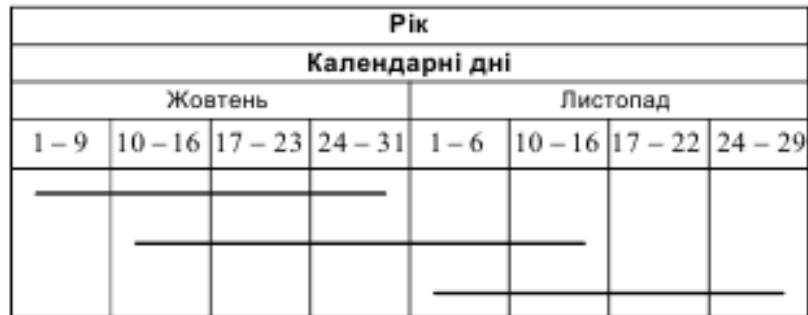 Рік
Календарні дні
Жовтень Листопад
1 – 9 10 – 16 17 – 23 24 – 31 1 – 6 10 – 16 17 – 22 24 – 29